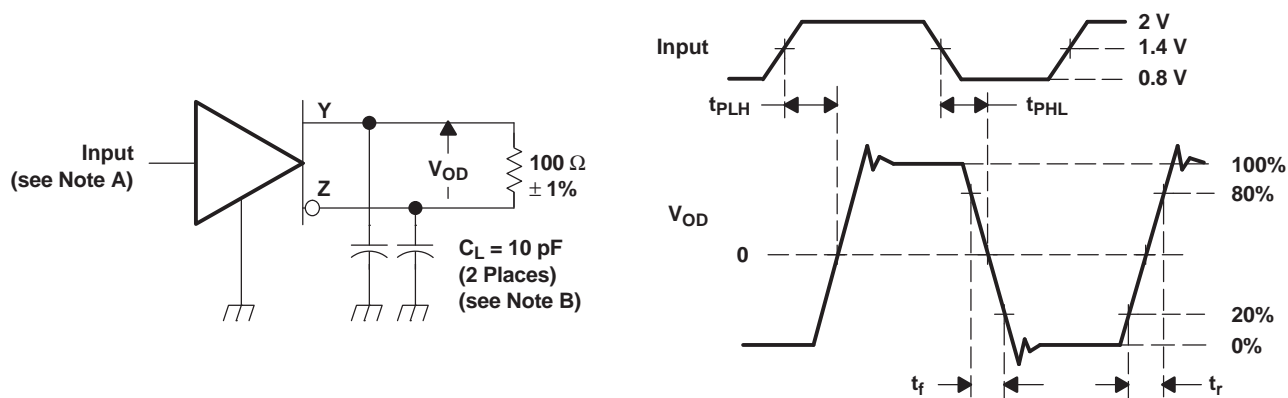 Input
(see Note A)
Y
Z
V_OD
100 Ω
± 1%
C_L = 10 pF
(2 Places)
(see Note B)
Input
2 V
1.4 V
0.8 V
t_PLH
t_PHL
V_OD
0
100%
80%
20%
0%
t_f
t_r